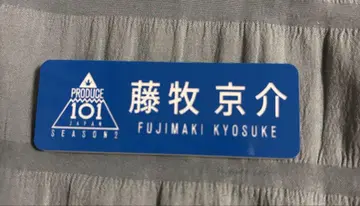 PRODUCE
101
JAPAN
SEASON2
藤牧 京介
FUJIMAKI KYOSUKE